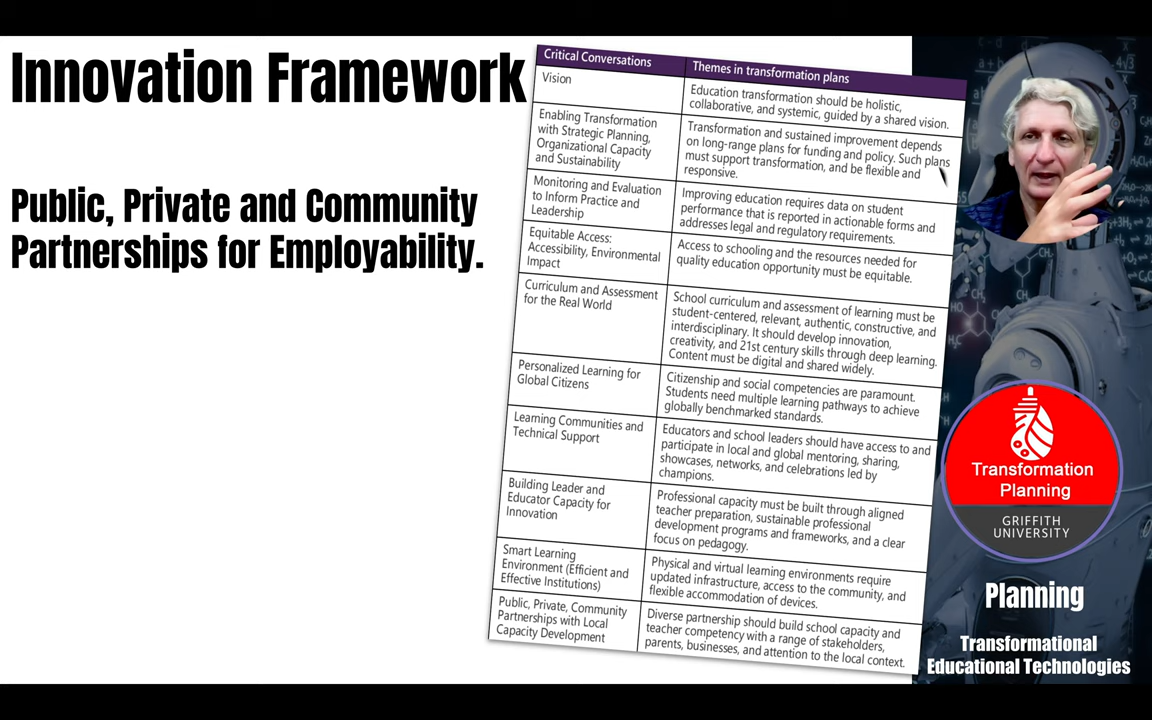 Innovation Framework
Public, Private and Community
Partnerships for Employability.
Critical Conversations
Themes in transformation plans
Vision
Education transformation should be holistic,
collaborative, and systemic, guided by a shared vision.
Enabling Transformation
with Strategic Planning,
Organizational Capacity
and Sustainability
Transformation and sustained improvement depends
on long-range plans for funding and policy. Such plans
must support transformation, and be flexible and
responsive.
Monitoring and Evaluation
to Inform Practice and
Leadership
Improving education requires data on student
performance that is reported in actionable forms and
addresses legal and regulatory requirements.
Equitable Access:
Accessibility, Environmental
Impact
Access to schooling and the resources needed for
quality education opportunity must be equitable.
Curriculum and Assessment
for the Real World
School curriculum and assessment of learning must be
student-centered, relevant, authentic, constructive, and
interdisciplinary. It should develop innovation,
creativity, and 21st century skills through deep learning.
Content must be digital and shared widely.
Personalized Learning for
Global Citizens
Citizenship and social competencies are paramount.
Students need multiple learning pathways to achieve
globally benchmarked standards.
Learning Communities and
Technical Support
Educators and school leaders should have access to and
participate in local and global mentoring, sharing,
showcases, networks, and celebrations led by
champions.
Building Leader and
Educator Capacity for
Innovation
Professional capacity must be built through aligned
teacher preparation, sustainable professional
development programs and frameworks, and a clear
focus on pedagogy.
Smart Learning
Environment (Efficient and
Effective Institutions)
Physical and virtual learning environments require
updated infrastructure, access to the community, and
flexible accommodation of devices.
Public, Private, Community
Partnerships with Local
Capacity Development
Diverse partnership should build school capacity and
teacher competency with a range of stakeholders,
parents, businesses, and attention to the local context.
Transformation
Planning
GRIFFITH
UNIVERSITY
Planning
Transformational
Educational Technologies